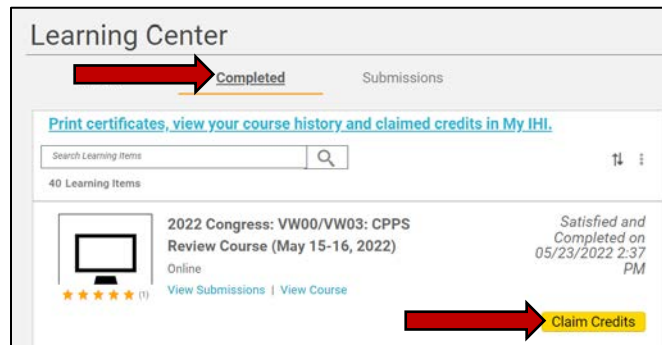 Learning Center
Completed Submissions
Print certificates, view your course history and claimed credits in My IHI.
Search Learning Items
40 Learning Items
2022 Congress: VW00/VW03: CPPS
Review Course (May 15-16, 2022)
Online
View Submissions | View Course
(1)
Satisfied and
Completed on
05/23/2022 2:37
PM
Claim Credits